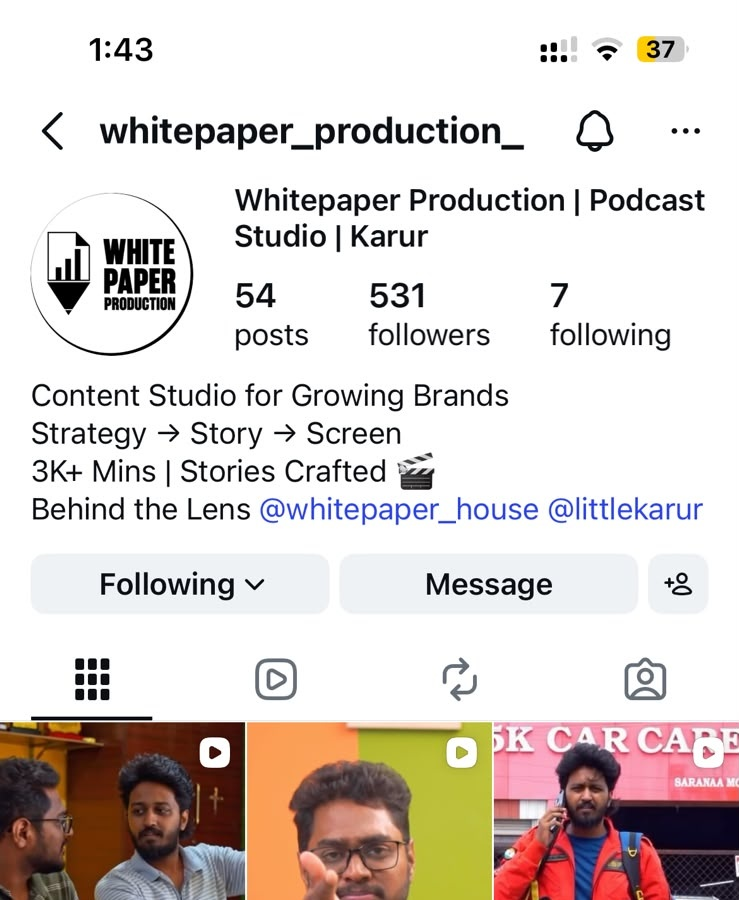 1:43
37
whitepaper_production_
Whitepaper Production | Podcast
Studio | Karur
WHITE
PAPER
PRODUCTION
54
531
7
posts
followers
following
Content Studio for Growing Brands
Strategy → Story → Screen
3K+ Mins | Stories Crafted 🎬
Behind the Lens @whitepaper_house @littlekarur
Following
Message
5K CAR CARE
SARANAA MO